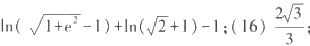 ln( √(1+e²) -1)+ln(√2+1)-1;(16) 2√3/3;